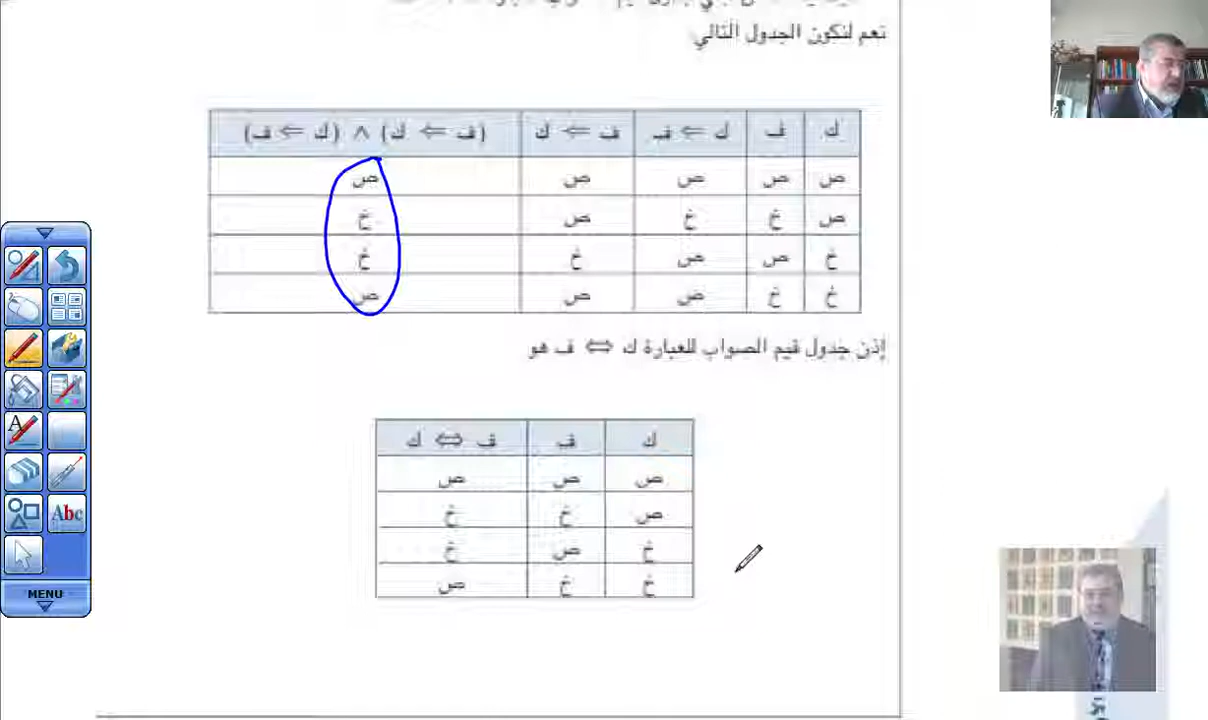 نعم لنكون الجدول التالي
ك ف ك ⇐ ف ف ⇐ ك (ف ⇐ ك) ∧ (ك ⇐ ف)
ص ص ص ص ص
ص خ خ ص خ
خ ص ص خ خ
خ خ ص ص ص
إذن جدول قيم الصواب للعبارة ك ⇔ ف هو
ك ف ف ⇔ ك
ص ص ص
ص خ خ
خ ص خ
خ خ ص
A
Abc
MENU